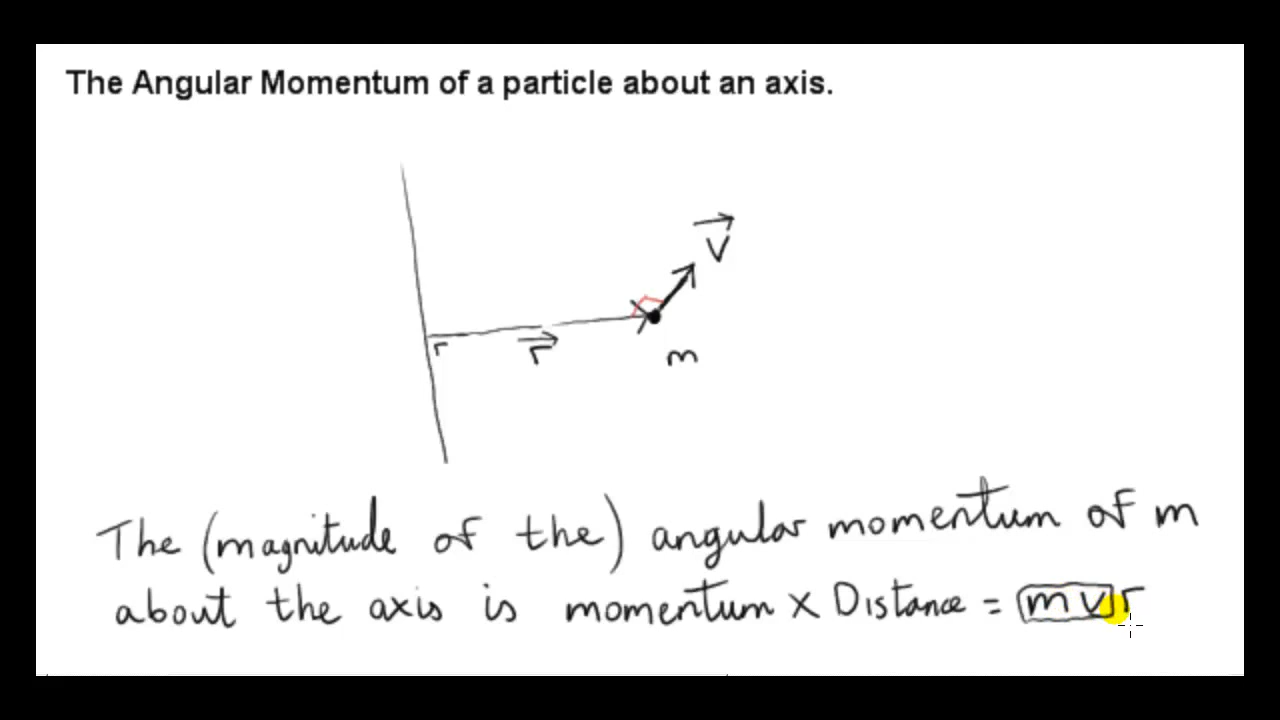 The Angular Momentum of a particle about an axis.
v
r
m
The (magnitude of the) angular momentum of m
about the axis is momentum x Distance = mv r